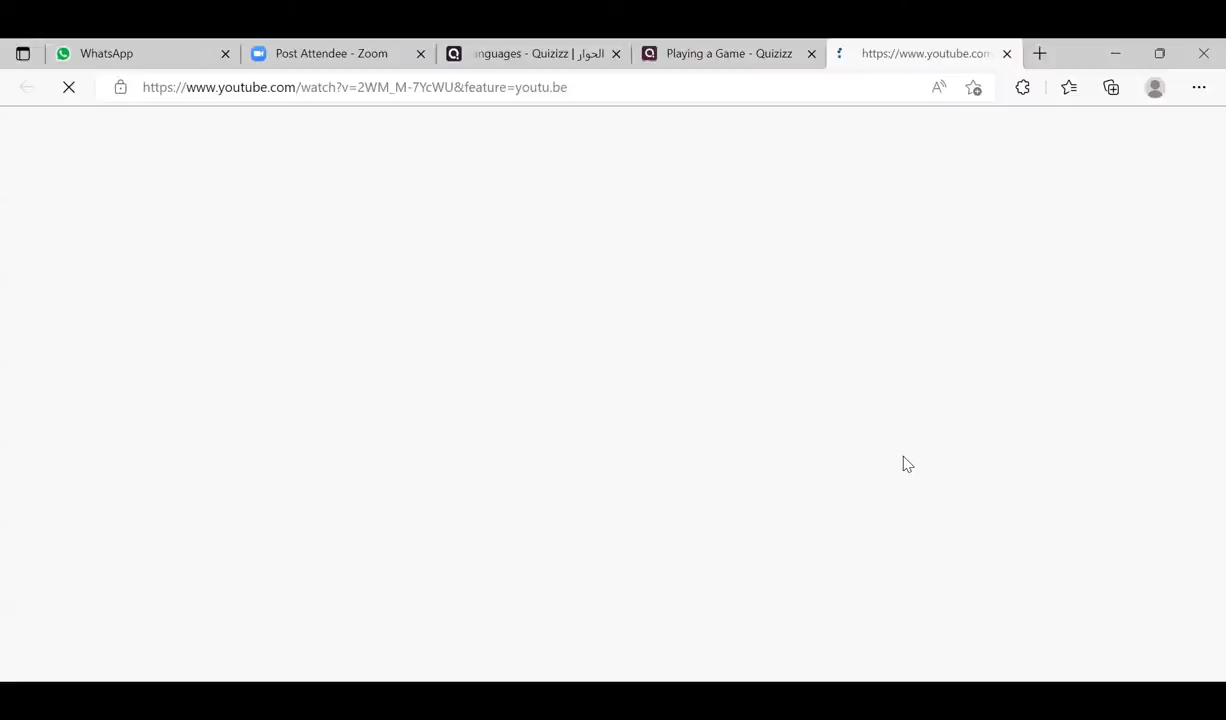 WhatsApp
Post Attendee - Zoom
anguages - Quizizz | الحوار
Playing a Game - Quizizz
https://www.youtube.com
https://www.youtube.com/watch?v=2WM_M-7YcWU&feature=youtu.be